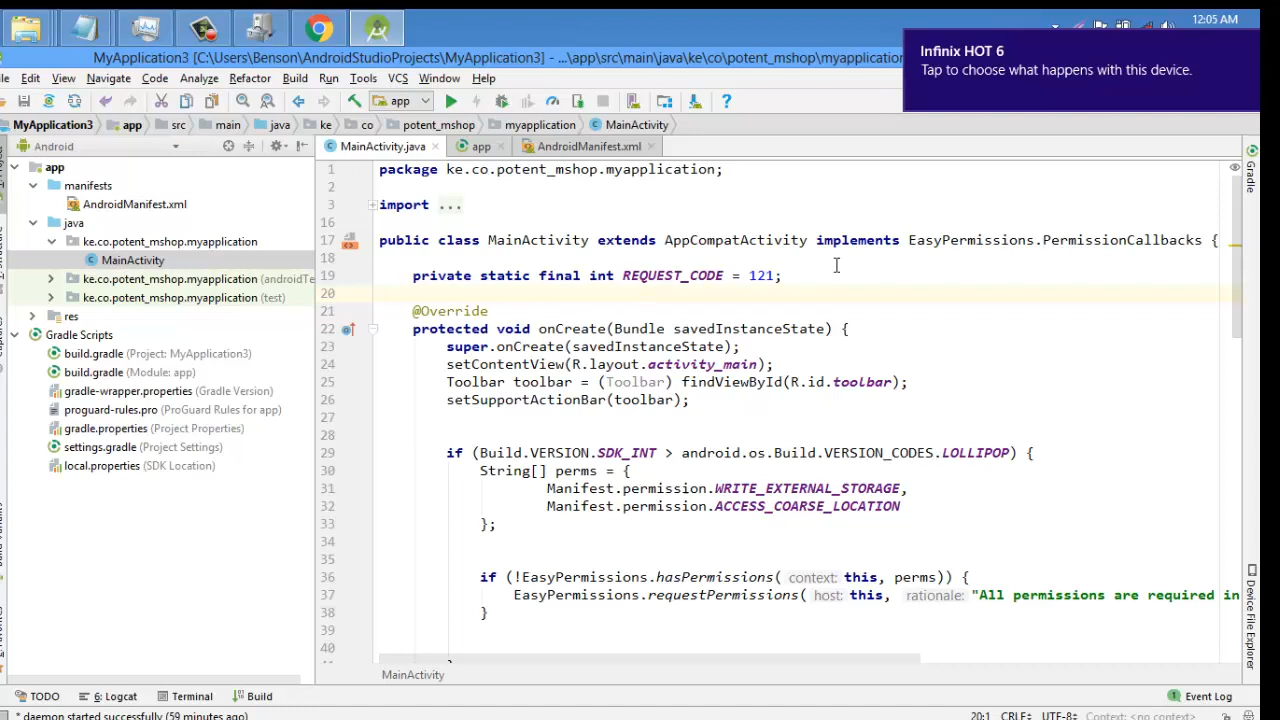 12:05 AM
MyApplication3 [C:\Users\Benson\AndroidStudioProjects\MyApplication3] - ...\app\src\main\java\ke\co\potent_mshop\myapplication
Infinix HOT 6
Tap to choose what happens with this device.
Edit View Navigate Code Analyze Refactor Build Run Tools VCS Window Help
app
MyApplication3 app src main java ke co potent_mshop myapplication MainActivity
Android
MainActivity.java app AndroidManifest.xml
app
manifests
AndroidManifest.xml
java
ke.co.potent_mshop.myapplication
MainActivity
ke.co.potent_mshop.myapplication (androidTe
ke.co.potent_mshop.myapplication (test)
res
Gradle Scripts
build.gradle (Project: MyApplication3)
build.gradle (Module: app)
gradle-wrapper.properties (Gradle Version)
proguard-rules.pro (ProGuard Rules for app)
gradle.properties (Project Properties)
settings.gradle (Project Settings)
local.properties (SDK Location)
1 package ke.co.potent_mshop.myapplication;
2
3 import ...
16
17 public class MainActivity extends AppCompatActivity implements EasyPermissions.PermissionCallbacks {
18
19 private static final int REQUEST_CODE = 121;
20
21 @Override
22 protected void onCreate(Bundle savedInstanceState) {
23 super.onCreate(savedInstanceState);
24 setContentView(R.layout.activity_main);
25 Toolbar toolbar = (Toolbar) findViewById(R.id.toolbar);
26 setSupportActionBar(toolbar);
27
28
29 if (Build.VERSION.SDK_INT > android.os.Build.VERSION_CODES.LOLLIPOP) {
30 String[] perms = {
31 Manifest.permission.WRITE_EXTERNAL_STORAGE,
32 Manifest.permission.ACCESS_COARSE_LOCATION
33 };
34
35
36 if (!EasyPermissions.hasPermissions( context: this, perms)) {
37 EasyPermissions.requestPermissions( host: this, rationale: "All permissions are required in
38 }
39
40
MainActivity
Gradle
Device File Explorer
TODO 6: Logcat Terminal Build Event Log
* daemon started successfully (59 minutes ago) 20:1 CRLF UTF-8 Context: <no context>